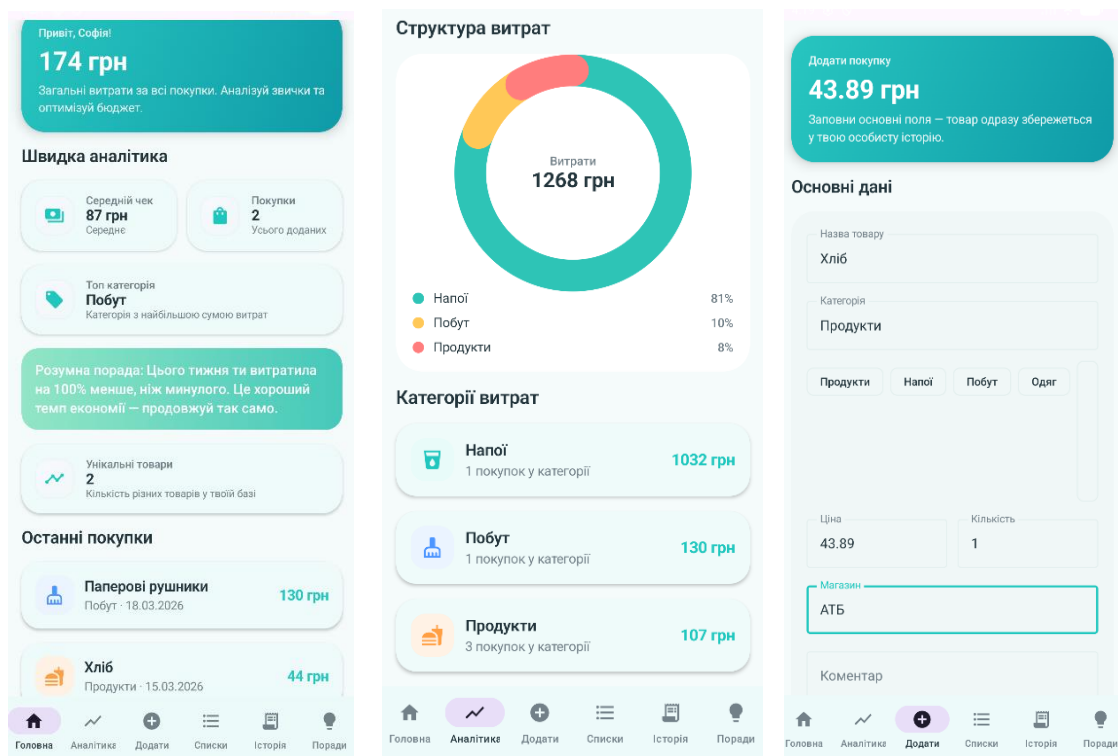 Привіт, Софія!
174 грн
Загальні витрати за всі покупки. Аналізуй звички та
оптимізуй бюджет.
Швидка аналітика
Середній чек
87 грн
Середнє
Покупки
2
Усього доданих
Топ категорія
Побут
Категорія з найбільшою сумою витрат
Розумна порада: Цього тижня ти витратила
на 100% менше, ніж минулого. Це хороший
темп економії — продовжуй так само.
Унікальні товари
2
Кількість різних товарів у твоїй базі
Останні покупки
Паперові рушники
Побут · 18.03.2026
130 грн
Хліб
Продукти · 15.03.2026
44 грн
Головна
Аналітика
Додати
Списки
Історія
Поради
Структура витрат
Витрати
1268 грн
Напої 81%
Побут 10%
Продукти 8%
Категорії витрат
Напої
1 покупок у категорії
1032 грн
Побут
1 покупок у категорії
130 грн
Продукти
3 покупок у категорії
107 грн
Головна
Аналітика
Додати
Списки
Історія
Поради
Додати покупку
43.89 грн
Заповни основні поля — товар одразу збережеться
у твою особисту історію.
Основні дані
Назва товару
Хліб
Категорія
Продукти
Продукти Напої Побут Одяг
Ціна
43.89
Кількість
1
Магазин
АТБ
Коментар
Головна
Аналітика
Додати
Списки
Історія
Поради